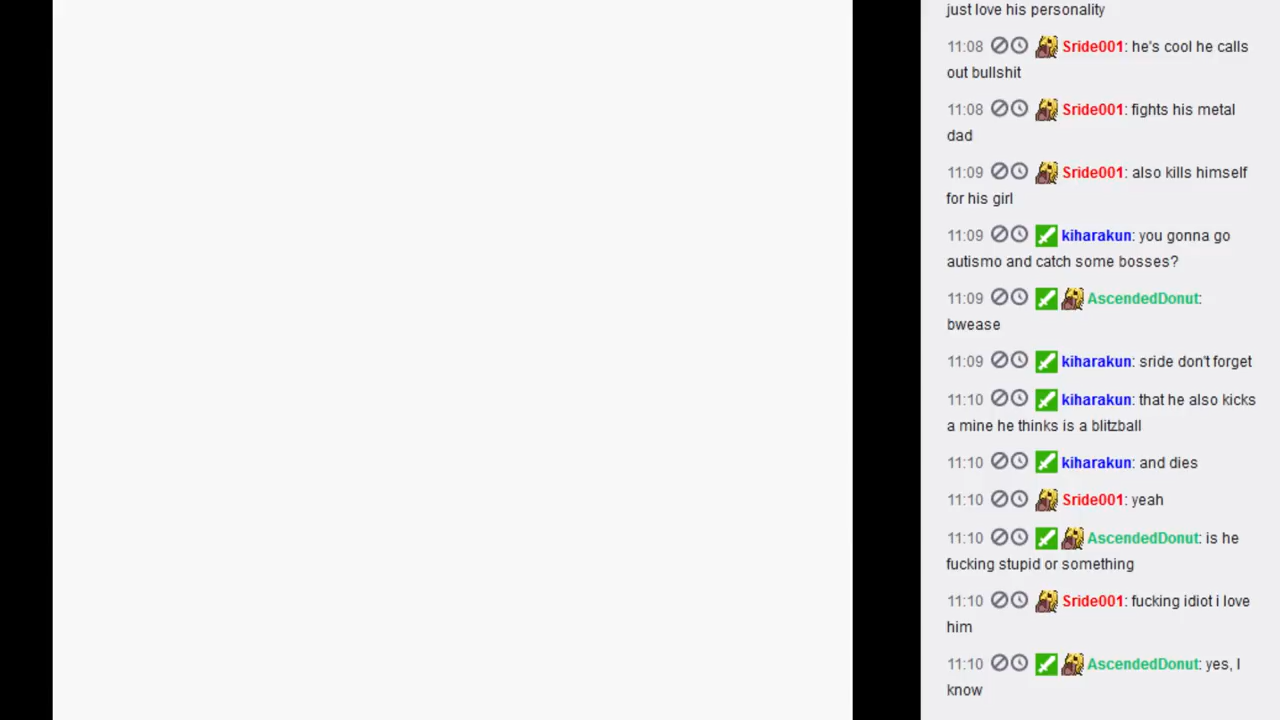 just love his personality
11:08 Sride001: he's cool he calls
out bullshit
11:08 Sride001: fights his metal
dad
11:09 Sride001: also kills himself
for his girl
11:09 kiharakun: you gonna go
autismo and catch some bosses?
11:09 AscendedDonut:
bwease
11:09 kiharakun: sride don't forget
11:10 kiharakun: that he also kicks
a mine he thinks is a blitzball
11:10 kiharakun: and dies
11:10 Sride001: yeah
11:10 AscendedDonut: is he
fucking stupid or something
11:10 Sride001: fucking idiot i love
him
11:10 AscendedDonut: yes, I
know